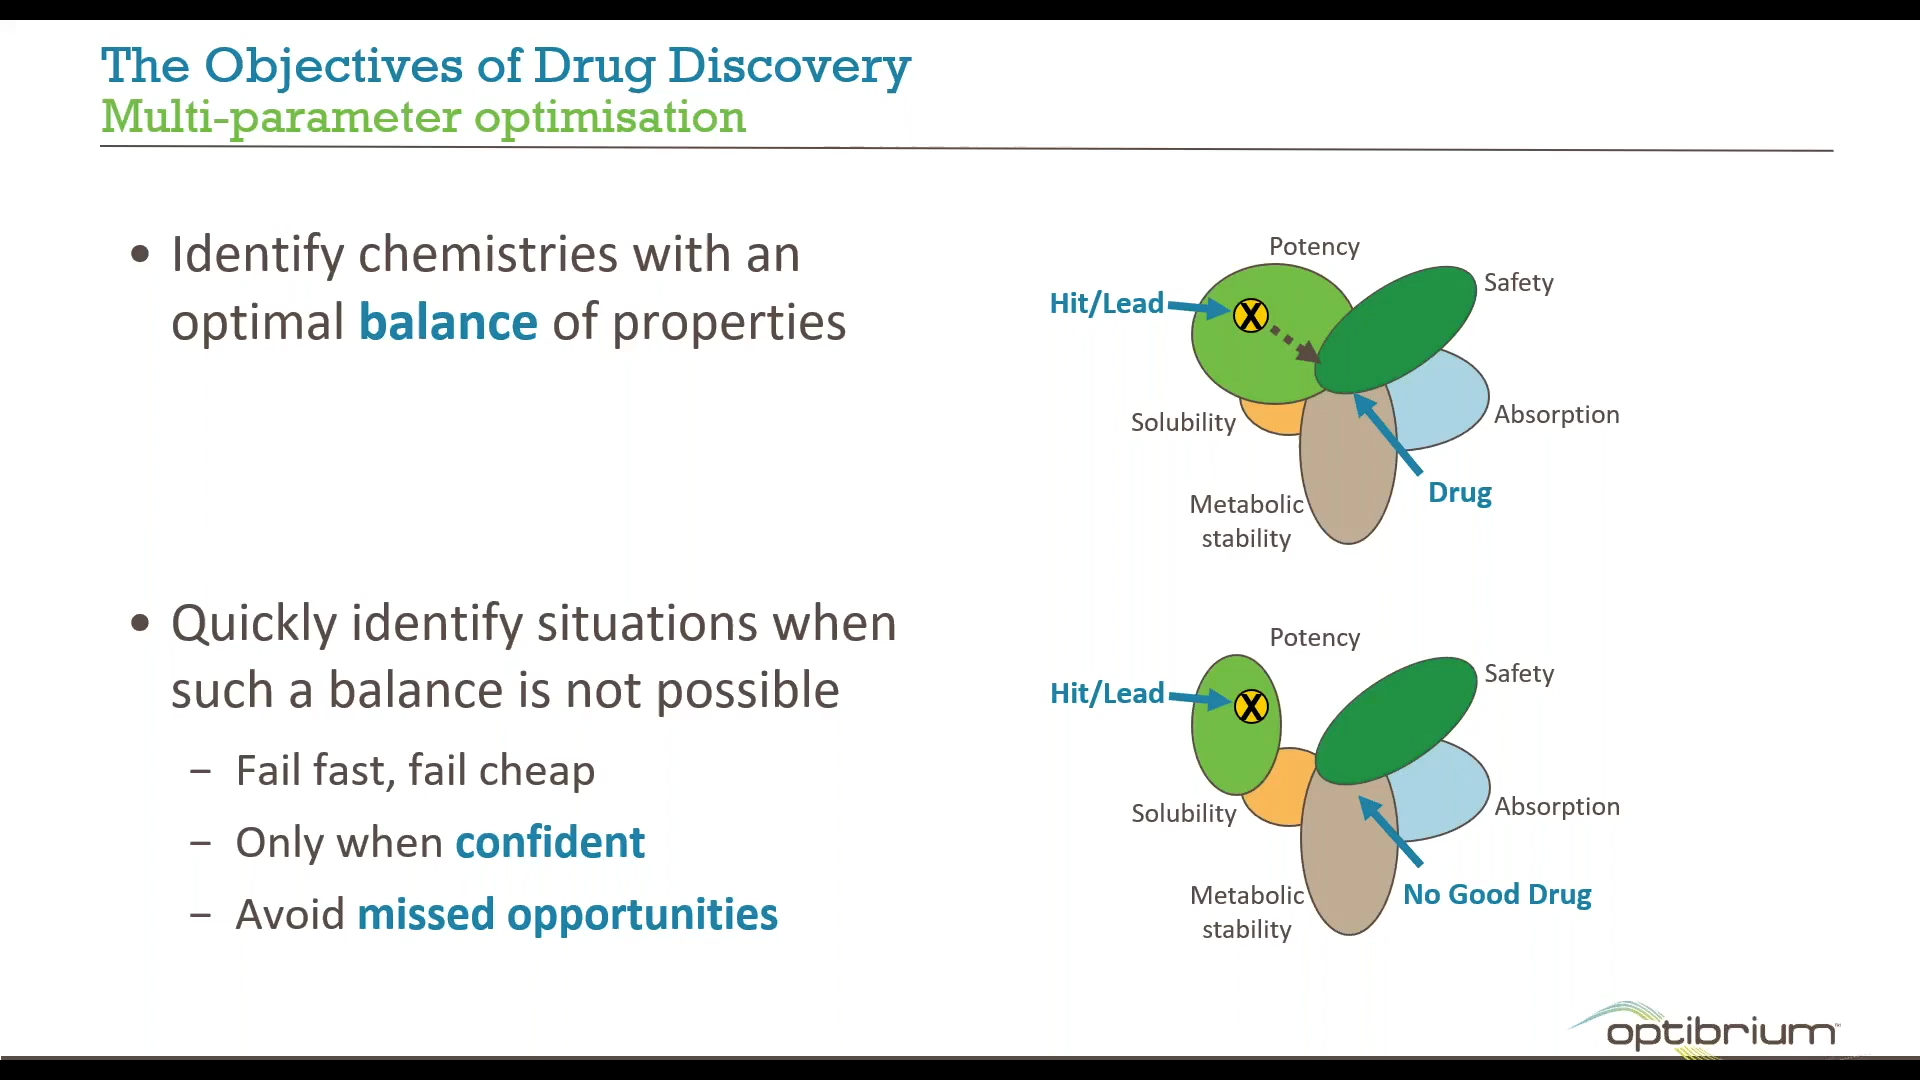 The Objectives of Drug Discovery
Multi-parameter optimisation
• Identify chemistries with an
optimal balance of properties
Potency
Safety
Hit/Lead
X
Solubility
Absorption
Drug
Metabolic
stability
• Quickly identify situations when
such a balance is not possible
– Fail fast, fail cheap
– Only when confident
– Avoid missed opportunities
Potency
Safety
Hit/Lead
X
Solubility
Absorption
No Good Drug
Metabolic
stability
optibrium™